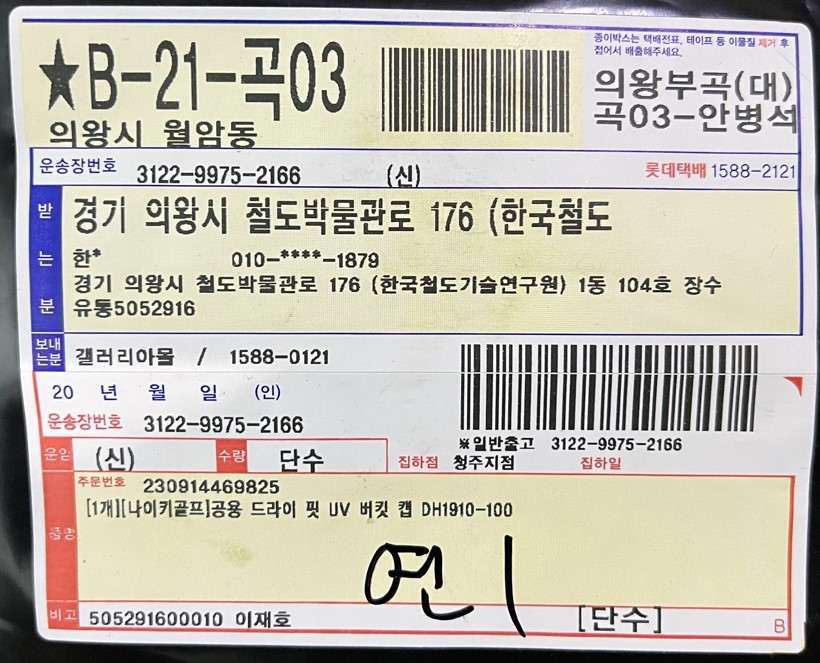 ★B-21-곡03
의왕시 월암동
종이박스는 택배전표, 테이프 등 이물질 제거 후
접어서 배출해주세요.
의왕부곡(대)
곡03-안병석
운송장번호 3122-9975-2166 (신) 롯데택배 1588-2121
받는분
경기 의왕시 철도박물관로 176 (한국철도
한* 010-****-1879
경기 의왕시 철도박물관로 176 (한국철도기술연구원) 1동 104호 장수
유통5052916
보내는분 갤러리아몰 / 1588-0121
20 년 월 일 (인)
운송장번호 3122-9975-2166
※일반출고 3122-9975-2166
운임 (신) 수량 단수 집하점 청주지점 집하일
주문번호 230914469825
품명 [1개][나이키골프]공용 드라이 핏 UV 버킷 캡 DH1910-100
연 1
비고 505291600010 이재호 [단수] B